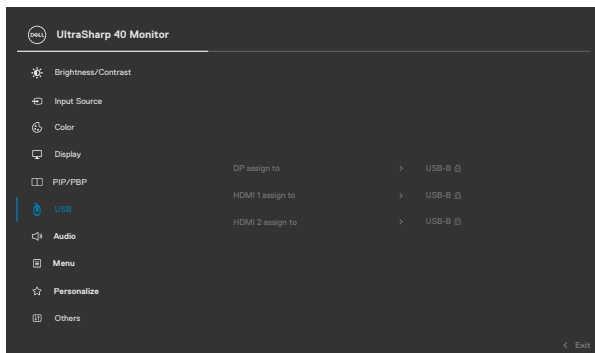 DELL UltraSharp 40 Monitor
Brightness/Contrast
Input Source
Color
Display
DP assign to > USB-B
PIP/PBP
HDMI 1 assign to > USB-B
USB
HDMI 2 assign to > USB-B
Audio
Menu
Personalize
Others
< Exit